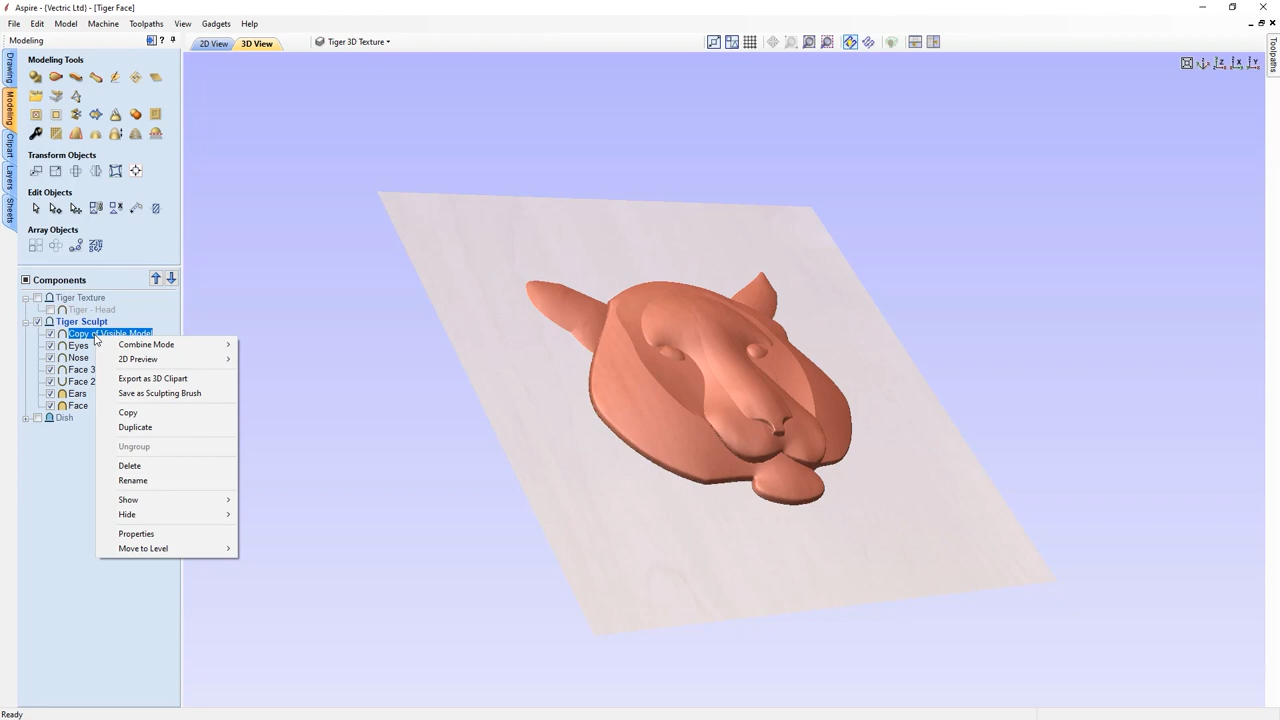 Aspire - {Vectric Ltd} - [Tiger Face]
File Edit Model Machine Toolpaths View Gadgets Help
Modeling
2D View 3D View Tiger 3D Texture
Drawing
Modeling
Clipart
Layers
Sheets
Toolpaths
Modeling Tools
Transform Objects
Edit Objects
Array Objects
Components
Tiger Texture
Tiger - Head
Tiger Sculpt
Copy of Visible Model
Eyes
Nose
Face 3
Face 2
Ears
Face
Dish
Combine Mode
2D Preview
Export as 3D Clipart
Save as Sculpting Brush
Copy
Duplicate
Ungroup
Delete
Rename
Show
Hide
Properties
Move to Level
Ready